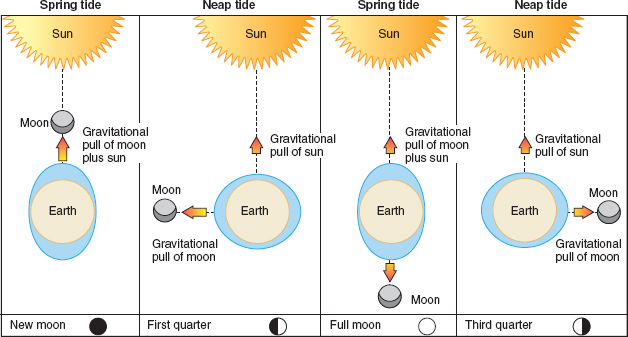 Spring tide
Sun
Moon
Gravitational
pull of moon
plus sun
Earth
New moon
Neap tide
Sun
Gravitational
pull of sun
Moon
Earth
Gravitational
pull of moon
First quarter
Spring tide
Sun
Gravitational
pull of moon
plus sun
Earth
Moon
Full moon
Neap tide
Sun
Gravitational
pull of sun
Moon
Earth
Gravitational
pull of moon
Third quarter